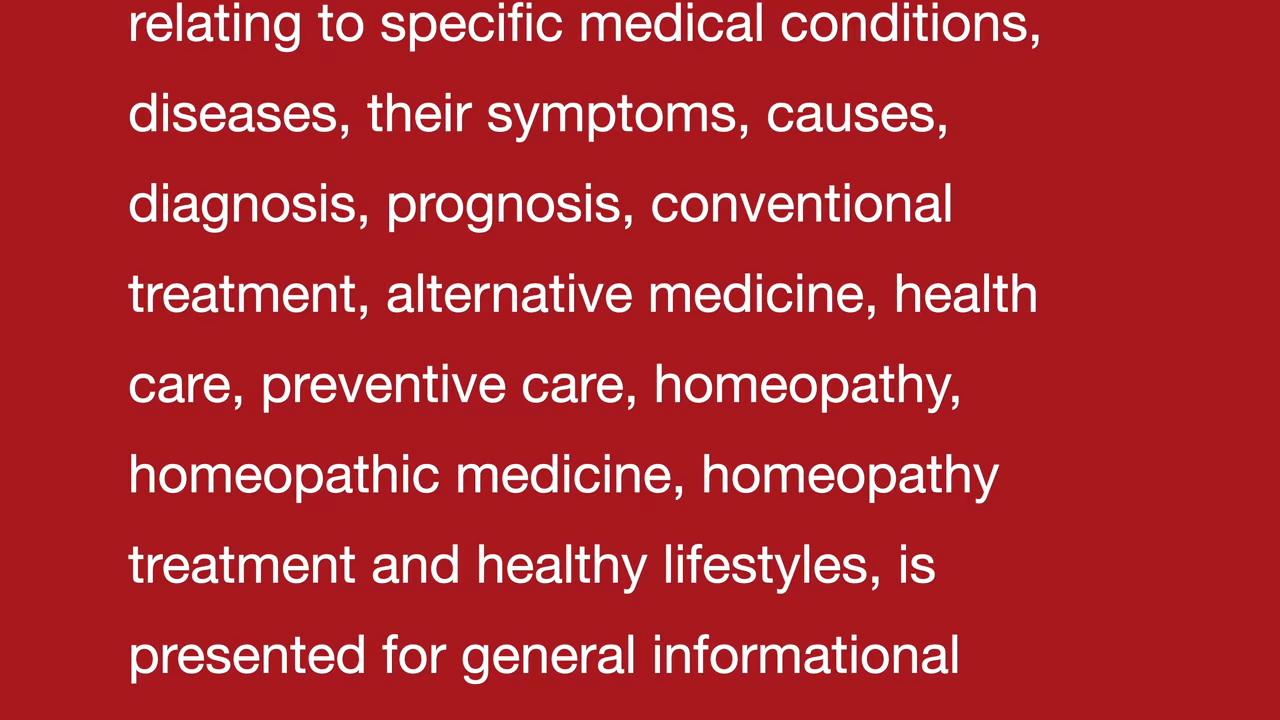 relating to specific medical conditions,
diseases, their symptoms, causes,
diagnosis, prognosis, conventional
treatment, alternative medicine, health
care, preventive care, homeopathy,
homeopathic medicine, homeopathy
treatment and healthy lifestyles, is
presented for general informational